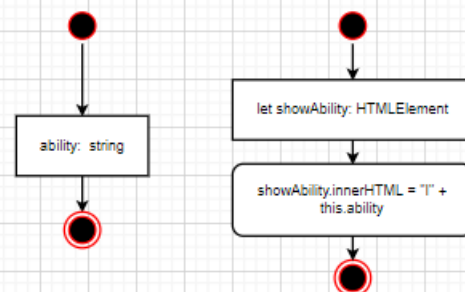 ability:  string
let showAbility: HTMLElement
showAbility.innerHTML = "I" +
this.ability